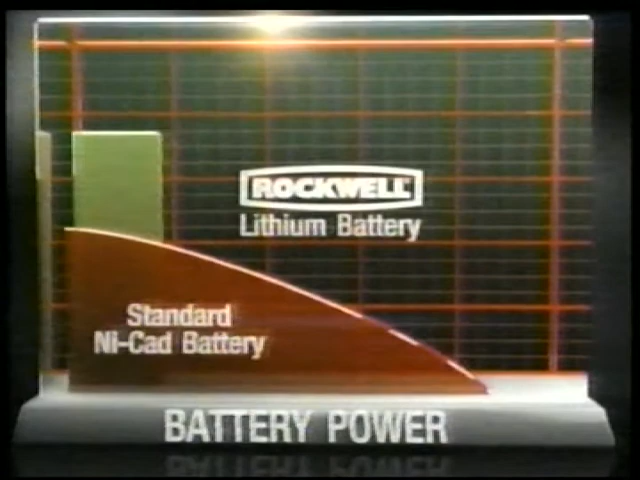 ROCKWELL
Lithium Battery
Standard
Ni-Cad Battery
BATTERY POWER